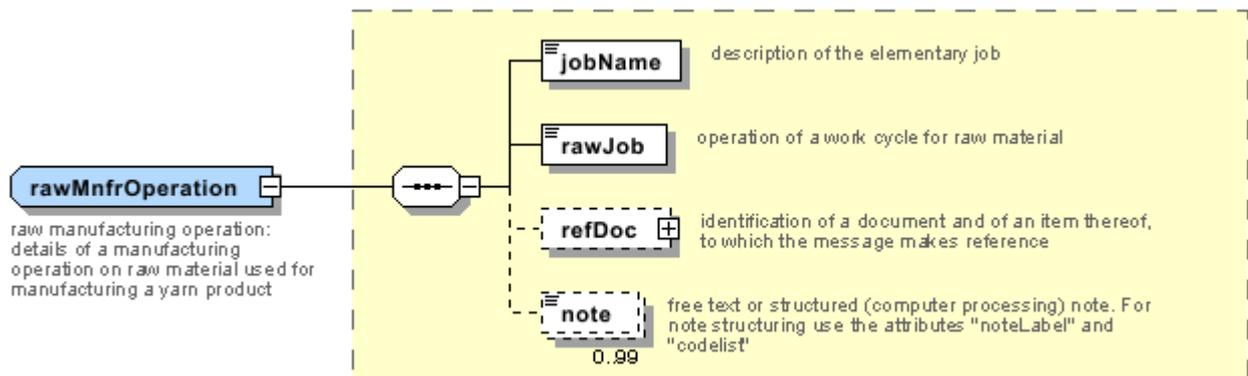 jobName
description of the elementary job
rawJob
operation of a work cycle for raw material
rawMnfrOperation
raw manufacturing operation:
details of a manufacturing
operation on raw material used for
manufacturing a yarn product
refDoc
identification of a document and of an item thereof,
to which the message makes reference
note
free text or structured (computer processing) note. For
note structuring use the attributes "noteLabel" and
"codelist"
0..99